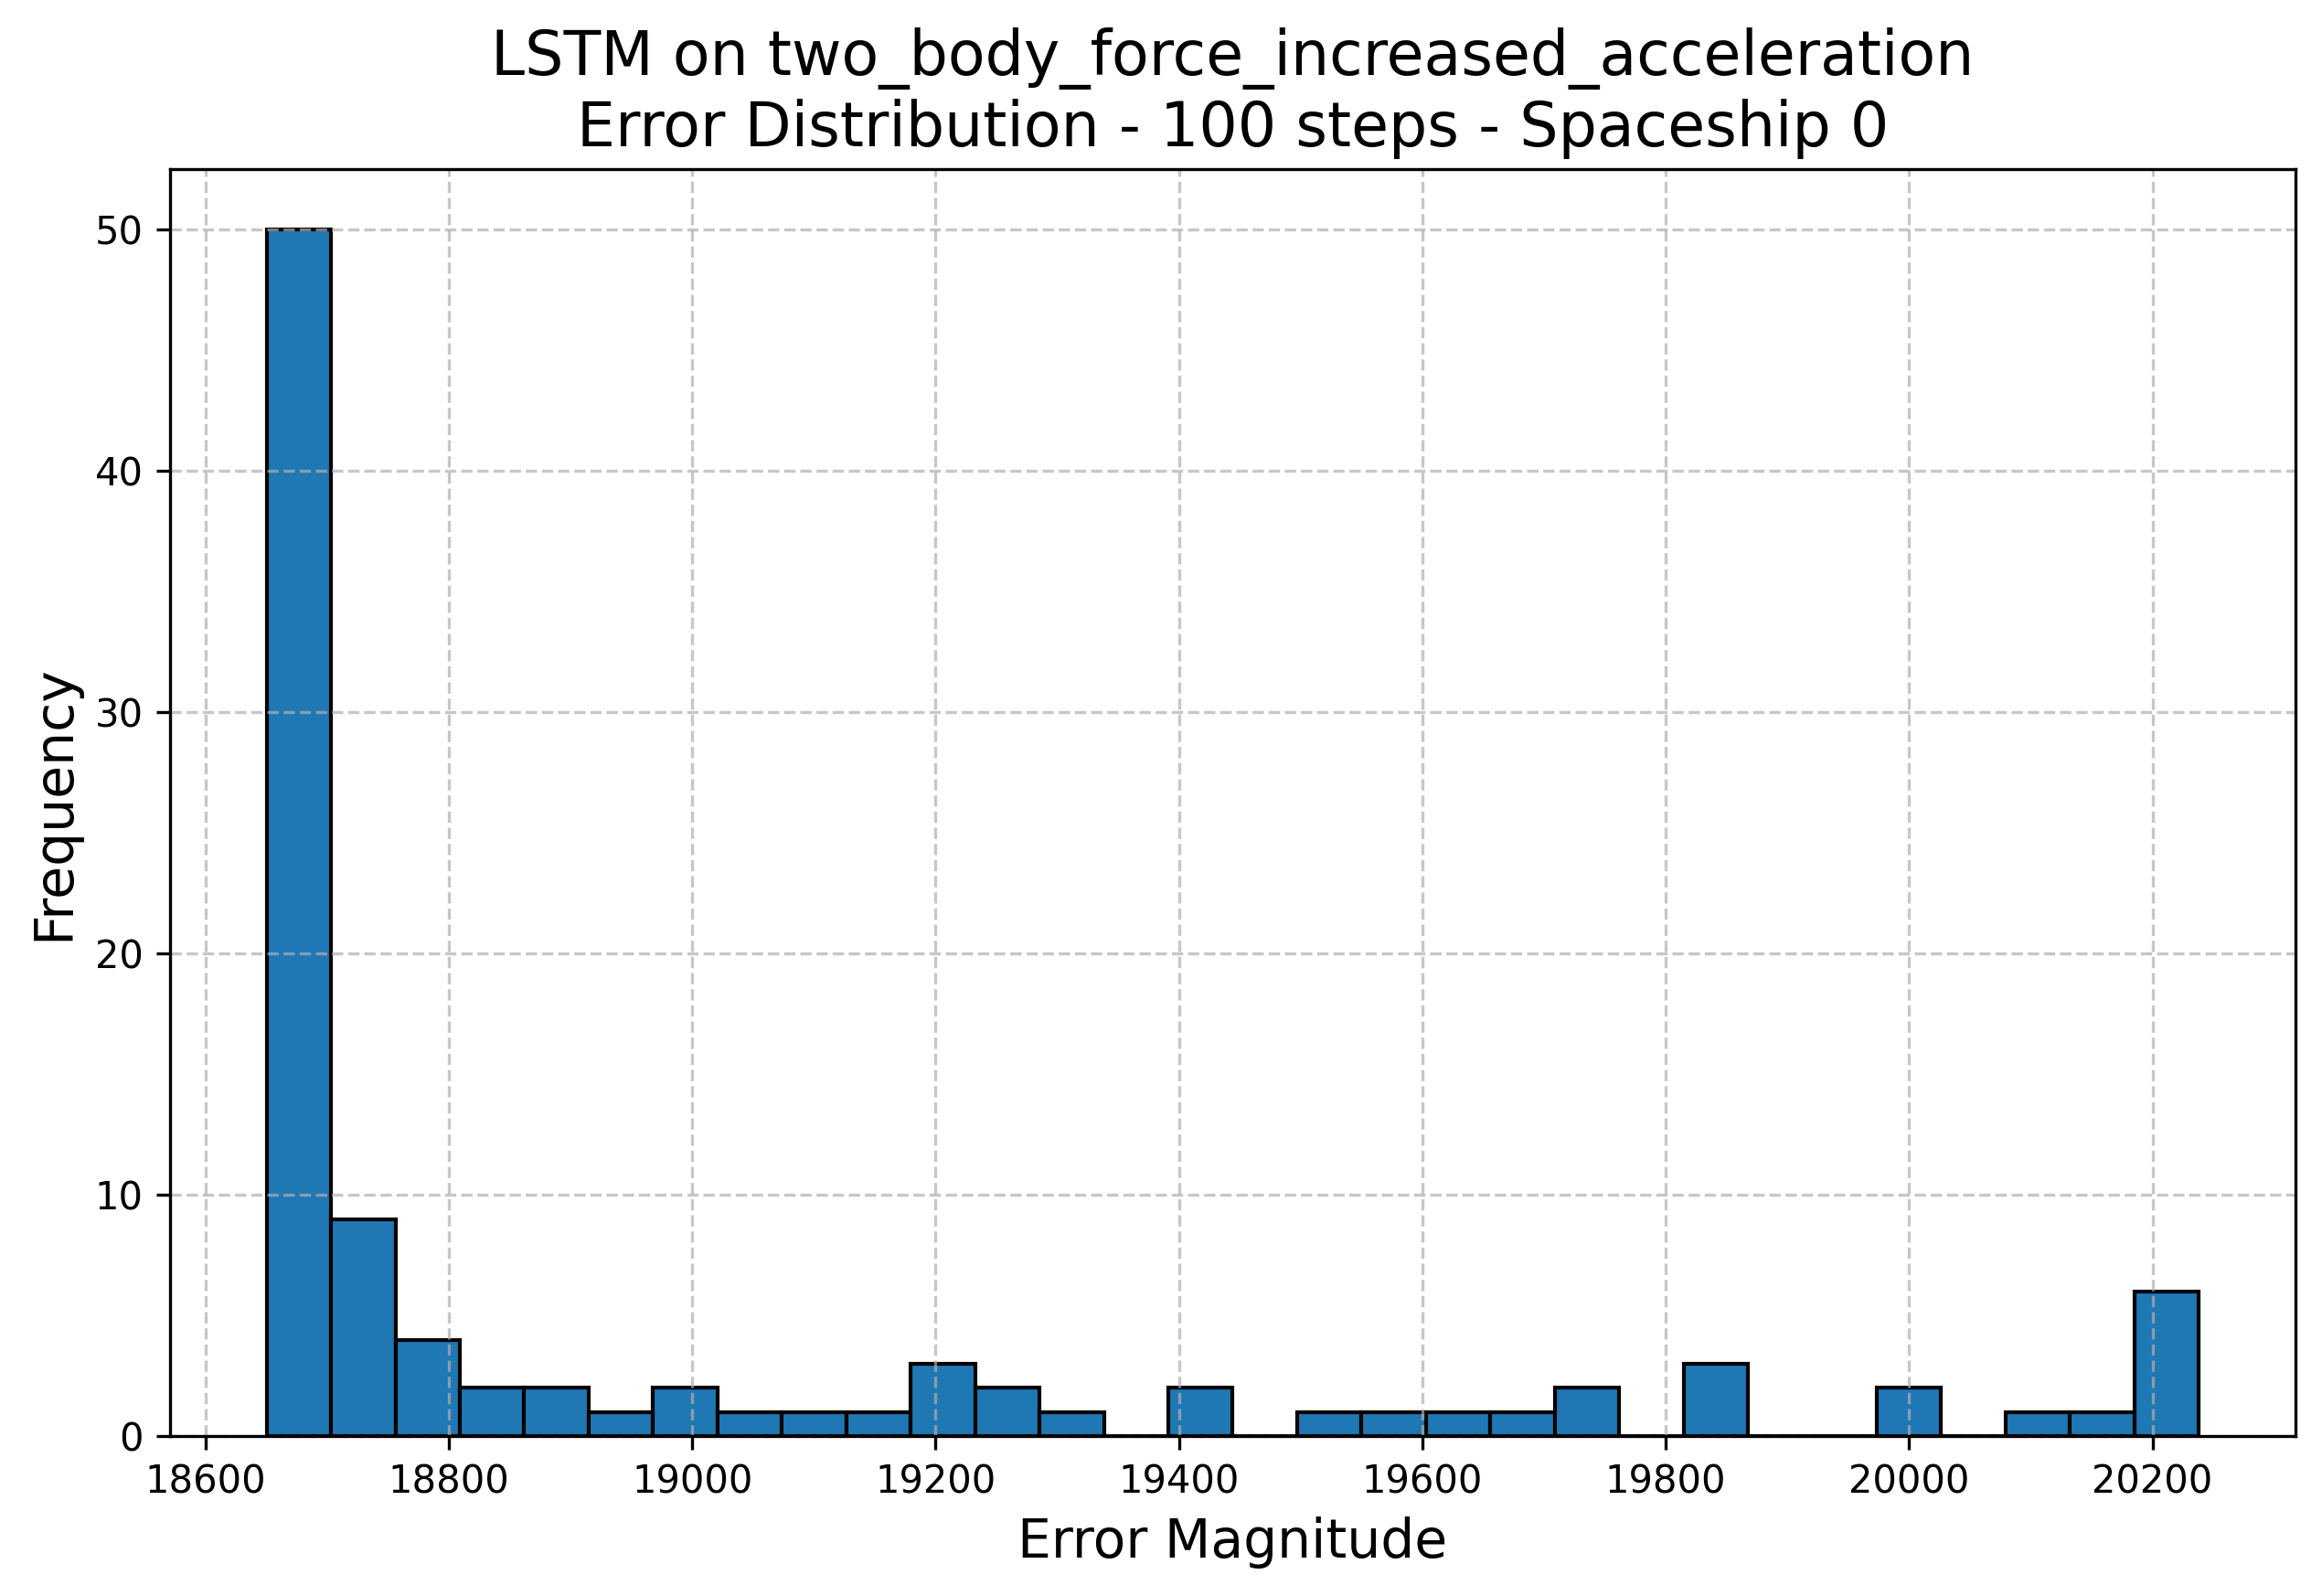 LSTM on two_body_force_increased_acceleration
Error Distribution - 100 steps - Spaceship 0
Frequency
50
40
30
20
10
0
18600 18800 19000 19200 19400 19600 19800 20000 20200
Error Magnitude